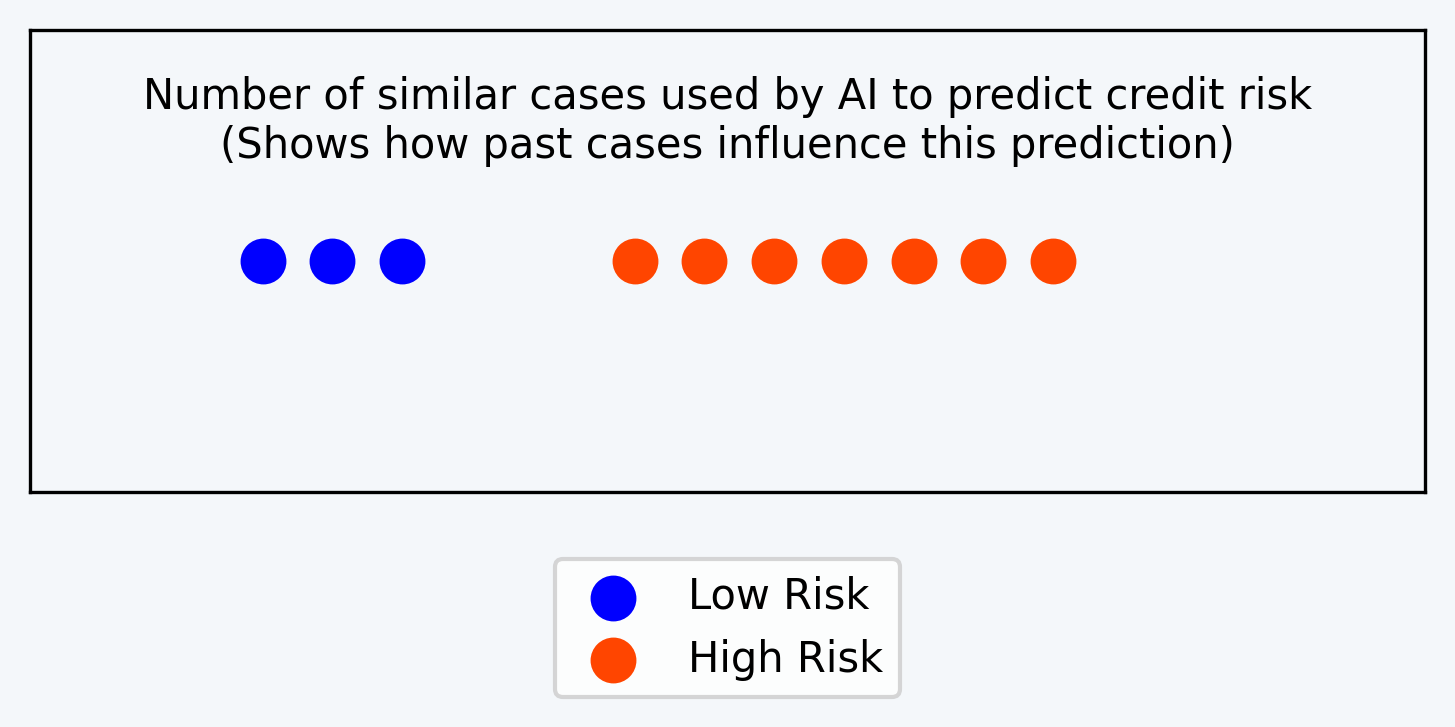 Number of similar cases used by AI to predict credit risk
(Shows how past cases influence this prediction)
Low Risk
High Risk